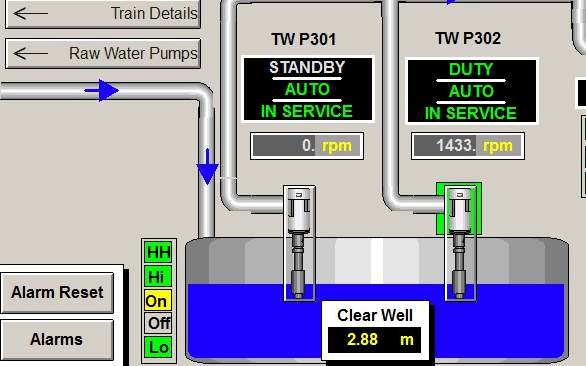 Train Details
Raw Water Pumps
TW P301
STANDBY
AUTO
IN SERVICE
0. rpm
TW P302
DUTY
AUTO
IN SERVICE
1433. rpm
HH
Hi
On
Off
Lo
Alarm Reset
Alarms
Clear Well
2.88 m